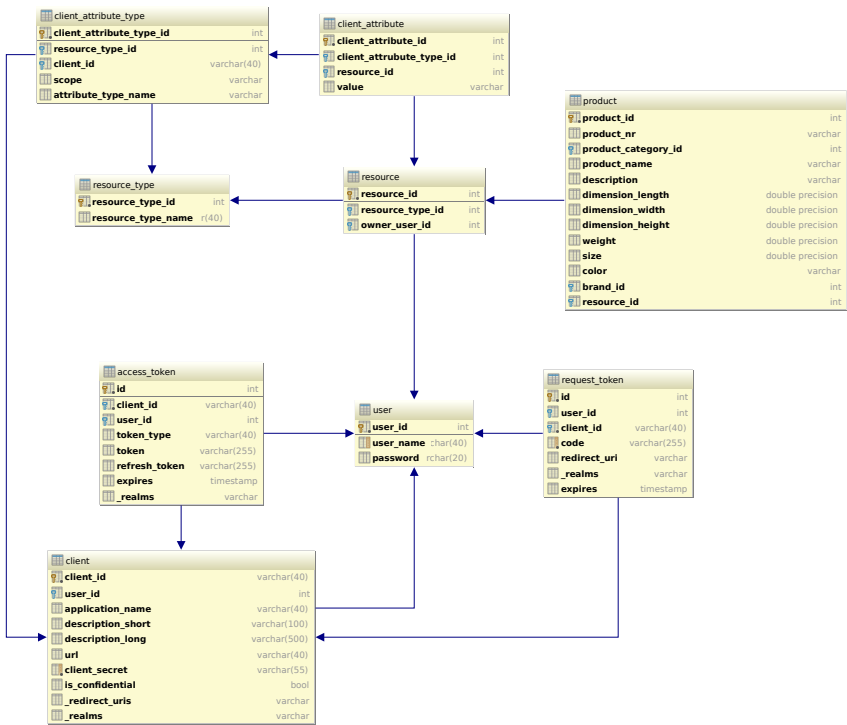 client_attribute_type
client_attribute_type_id int
resource_type_id int
client_id varchar(40)
scope varchar
attribute_type_name varchar
client_attribute
client_attribute_id int
client_attrubute_type_id int
resource_id int
value varchar
product
product_id int
product_nr varchar
product_category_id int
product_name varchar
description varchar
dimension_length double precision
dimension_width double precision
dimension_height double precision
weight double precision
size double precision
color varchar
brand_id int
resource_id int
resource_type
resource_type_id int
resource_type_name r(40)
resource
resource_id int
resource_type_id int
owner_user_id int
access_token
id int
client_id varchar(40)
user_id int
token_type varchar(40)
token varchar(255)
refresh_token varchar(255)
expires timestamp
_realms varchar
user
user_id int
user_name char(40)
password rchar(20)
request_token
id int
user_id int
client_id varchar(40)
code varchar(255)
redirect_uri varchar
_realms varchar
expires timestamp
client
client_id varchar(40)
user_id int
application_name varchar(40)
description_short varchar(100)
description_long varchar(500)
url varchar(40)
client_secret varchar(55)
is_confidential bool
_redirect_uris varchar
_realms varchar